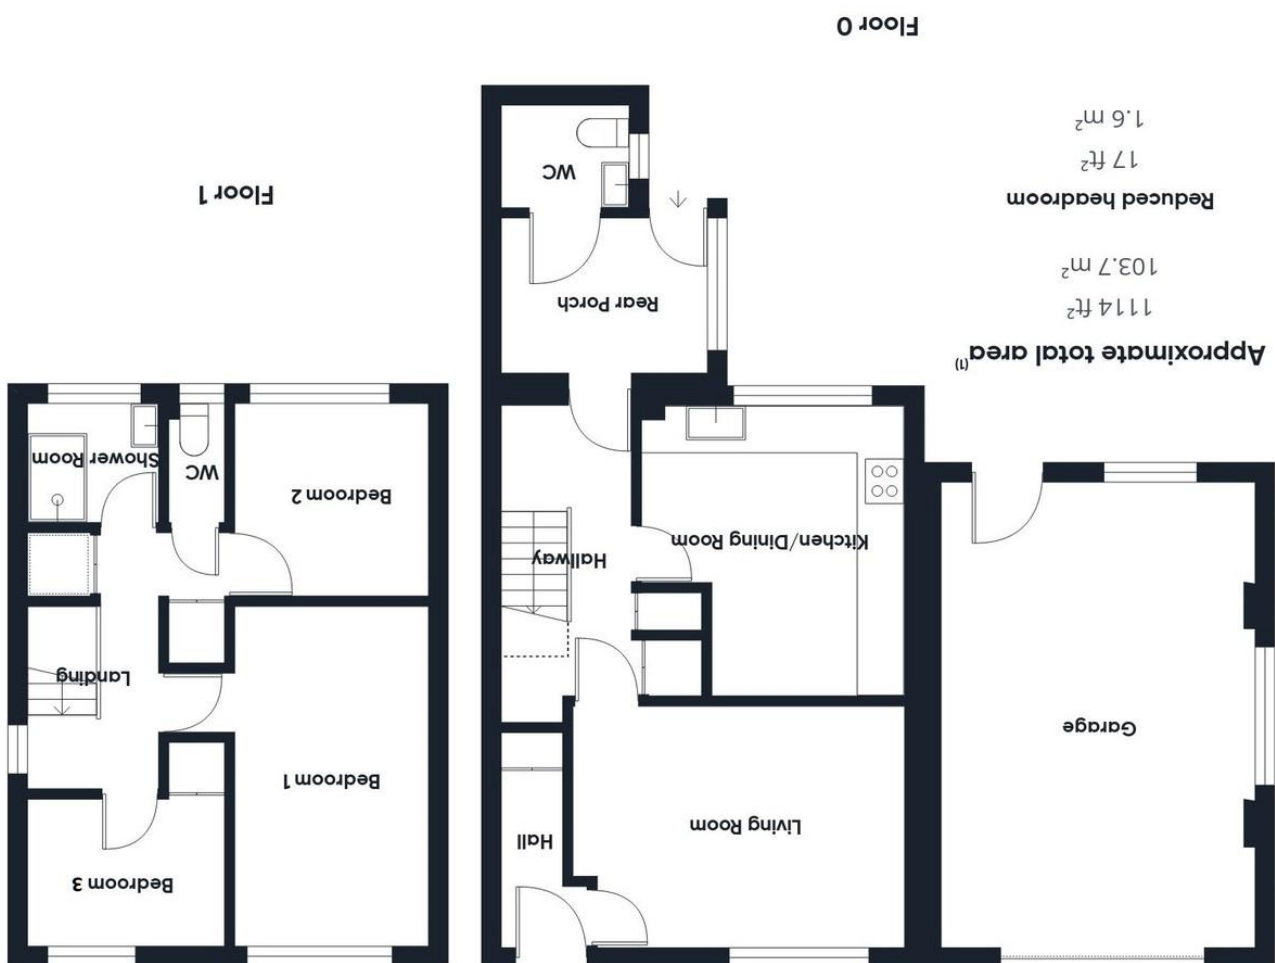 Garage
Living Room
Hall
Kitchen/Dining Room
Hallway
Rear Porch
WC
Floor 0
Bedroom 3
Bedroom 1
Landing
Bedroom 2
WC
Shower Room
Floor 1
Approximate total area⁽¹⁾
1114 ft²
103.7 m²
Reduced headroom
17 ft²
1.6 m²